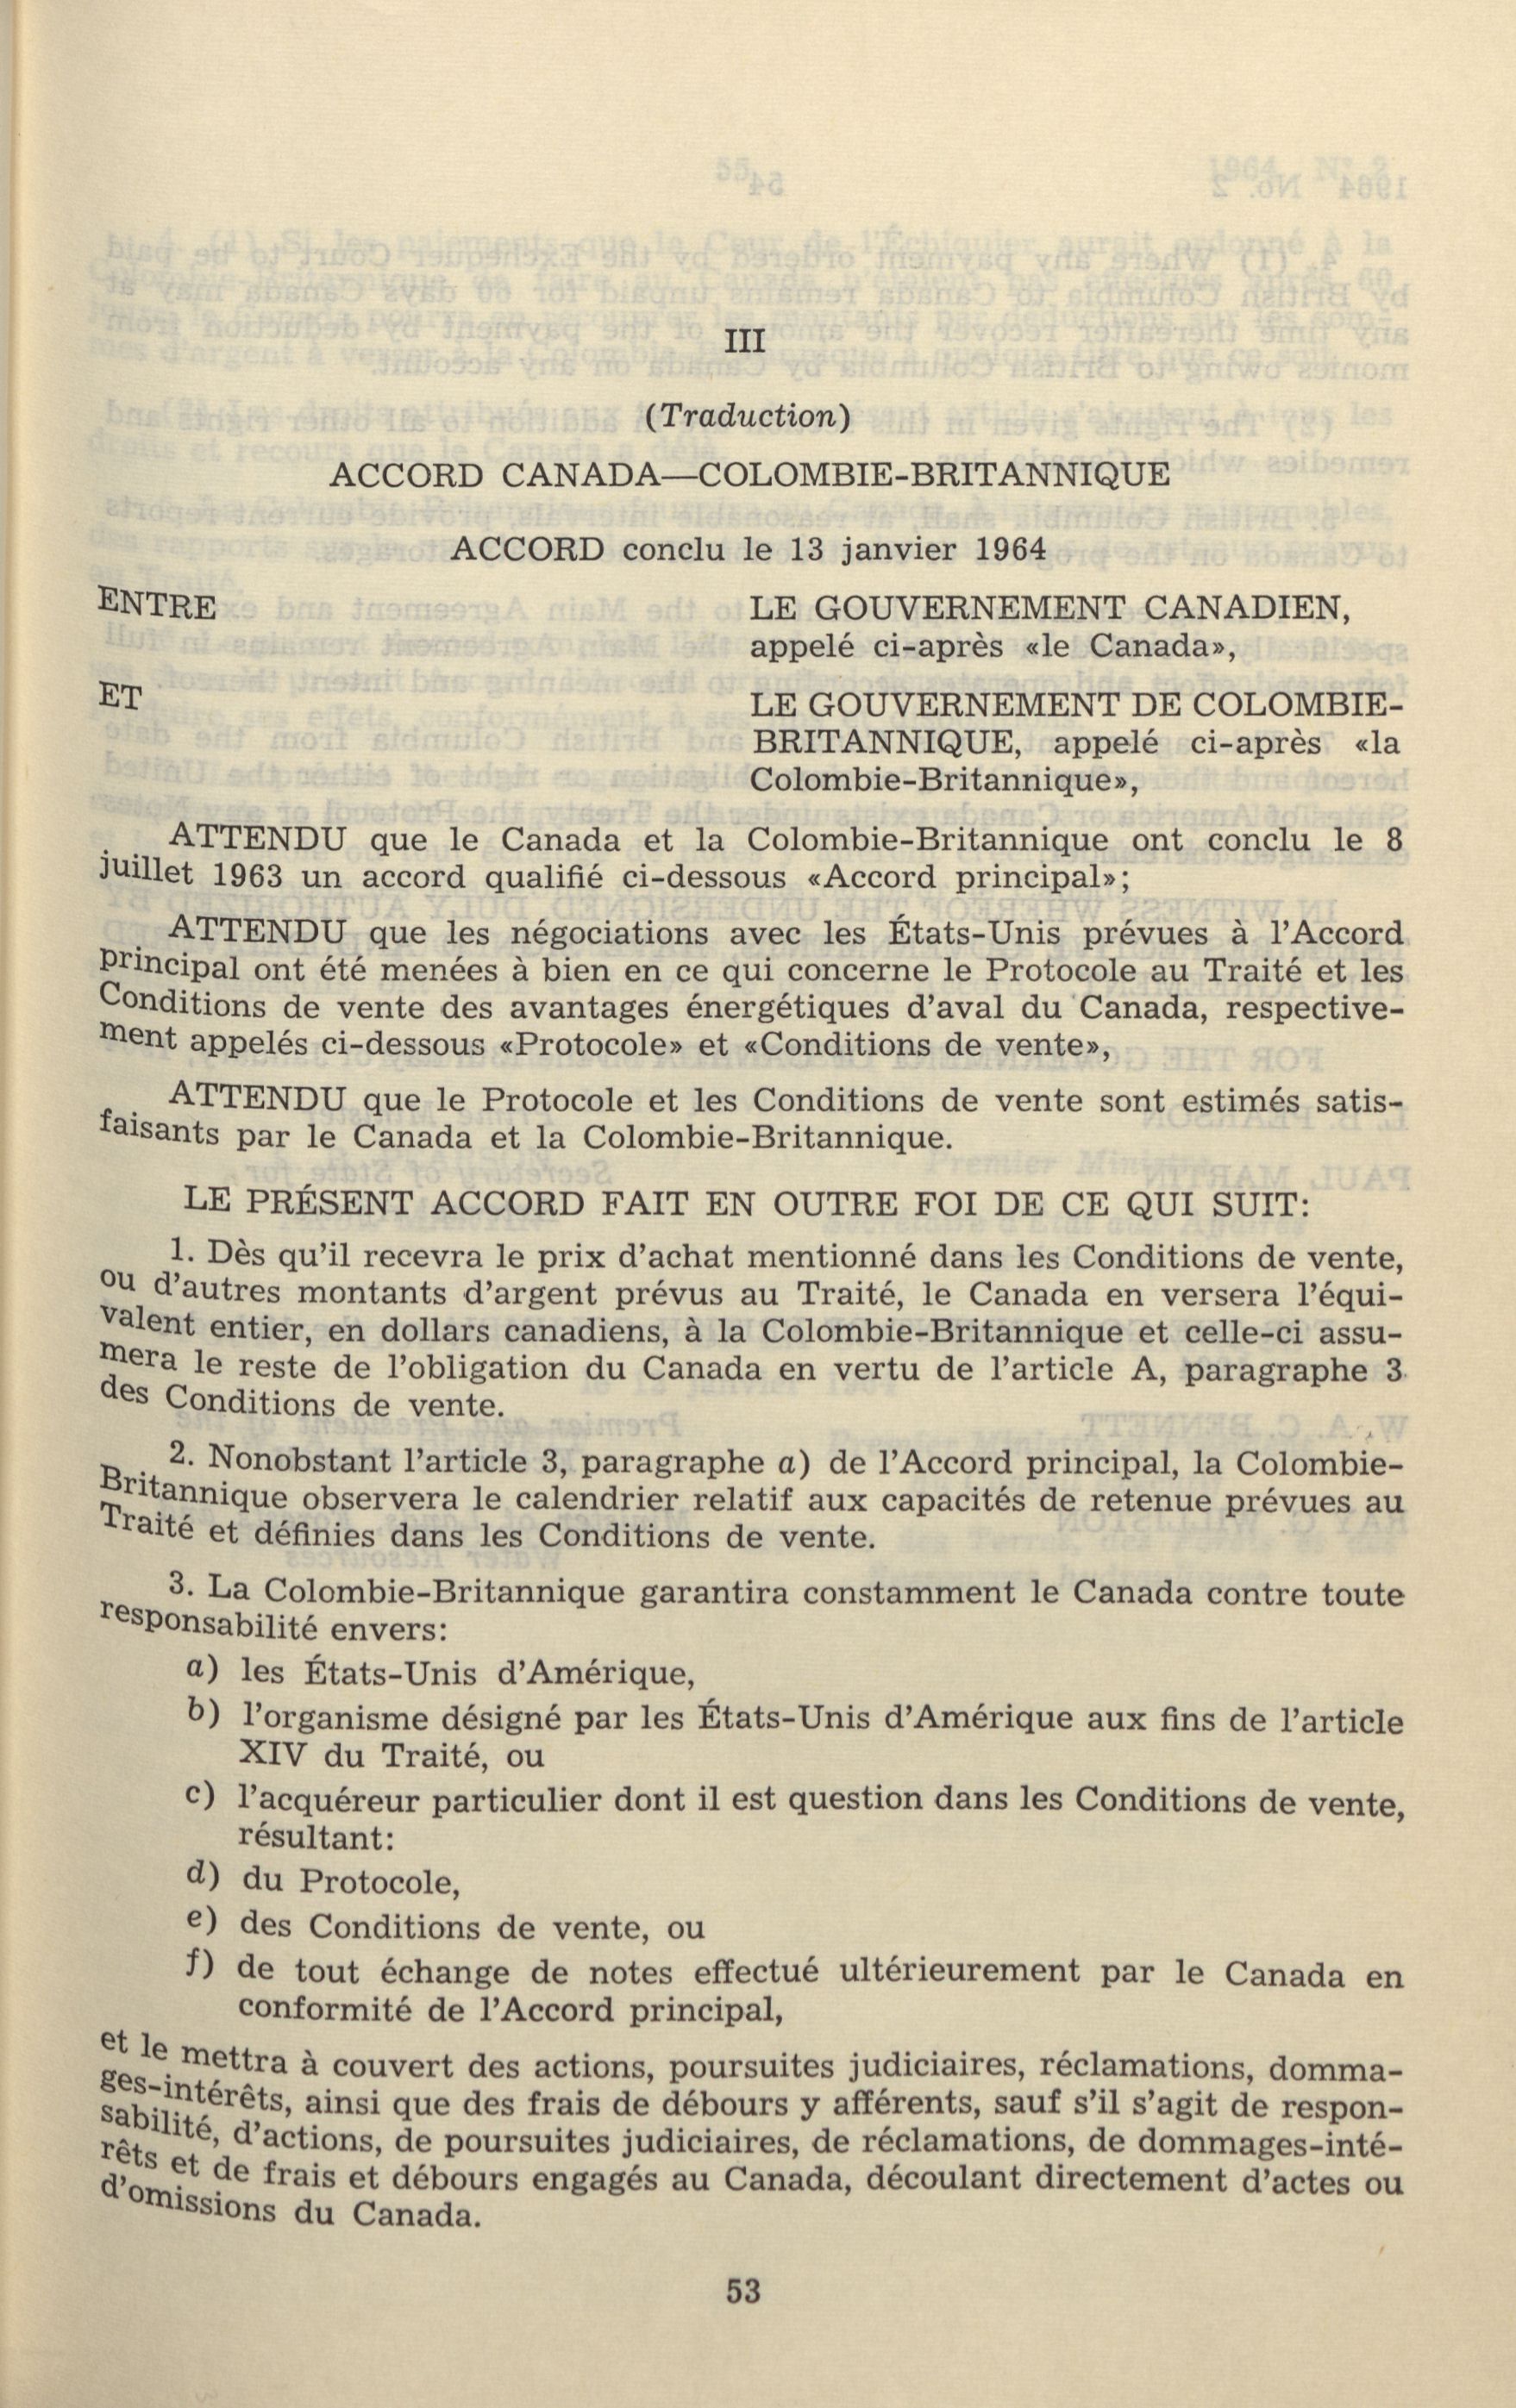 III
(Traduction)
ACCORD CANADA—COLOMBIE-BRITANNIQUE
ACCORD conclu le 13 janvier 1964
ENTRE LE GOUVERNEMENT CANADIEN,
appelé ci-après «le Canada»,
ET LE GOUVERNEMENT DE COLOMBIE-
BRITANNIQUE, appelé ci-après «la
Colombie-Britannique»,
ATTENDU que le Canada et la Colombie-Britannique ont conclu le 8
juillet 1963 un accord qualifié ci-dessous «Accord principal»;
ATTENDU que les négociations avec les États-Unis prévues à l'Accord
principal ont été menées à bien en ce qui concerne le Protocole au Traité et les
Conditions de vente des avantages énergétiques d'aval du Canada, respective-
ment appelés ci-dessous «Protocole» et «Conditions de vente»,
ATTENDU que le Protocole et les Conditions de vente sont estimés satis-
faisants par le Canada et la Colombie-Britannique.
LE PRÉSENT ACCORD FAIT EN OUTRE FOI DE CE QUI SUIT:
1. Dès qu'il recevra le prix d'achat mentionné dans les Conditions de vente,
ou d'autres montants d'argent prévus au Traité, le Canada en versera l'équi-
valent entier, en dollars canadiens, à la Colombie-Britannique et celle-ci assu-
mera le reste de l'obligation du Canada en vertu de l'article A, paragraphe 3
des Conditions de vente.
2. Nonobstant l'article 3, paragraphe a) de l'Accord principal, la Colombie-
Britannique observera le calendrier relatif aux capacités de retenue prévues au
Traité et définies dans les Conditions de vente.
3. La Colombie-Britannique garantira constamment le Canada contre toute
responsabilité envers:
a) les États-Unis d'Amérique,
b) l'organisme désigné par les États-Unis d'Amérique aux fins de l'article
XIV du Traité, ou
c) l'acquéreur particulier dont il est question dans les Conditions de vente,
résultant:
d) du Protocole,
e) des Conditions de vente, ou
f) de tout échange de notes effectué ultérieurement par le Canada en
conformité de l'Accord principal,
et le mettra à couvert des actions, poursuites judiciaires, réclamations, domma-
ges-intérêts, ainsi que des frais de débours y afférents, sauf s'il s'agit de respon-
sabilité, d'actions, de poursuites judiciaires, de réclamations, de dommages-inté-
rêts et de frais et débours engagés au Canada, découlant directement d'actes ou
d'omissions du Canada.
53